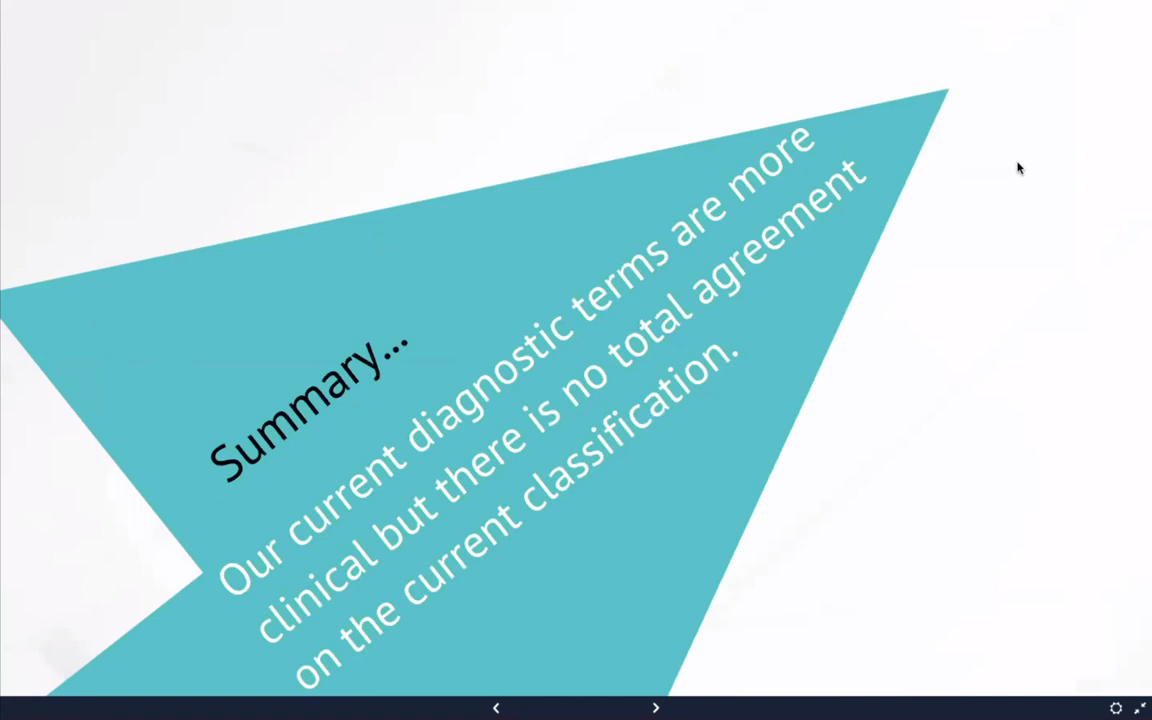 Summary...
Our current diagnostic terms are more
clinical but there is no total agreement
on the current classification.